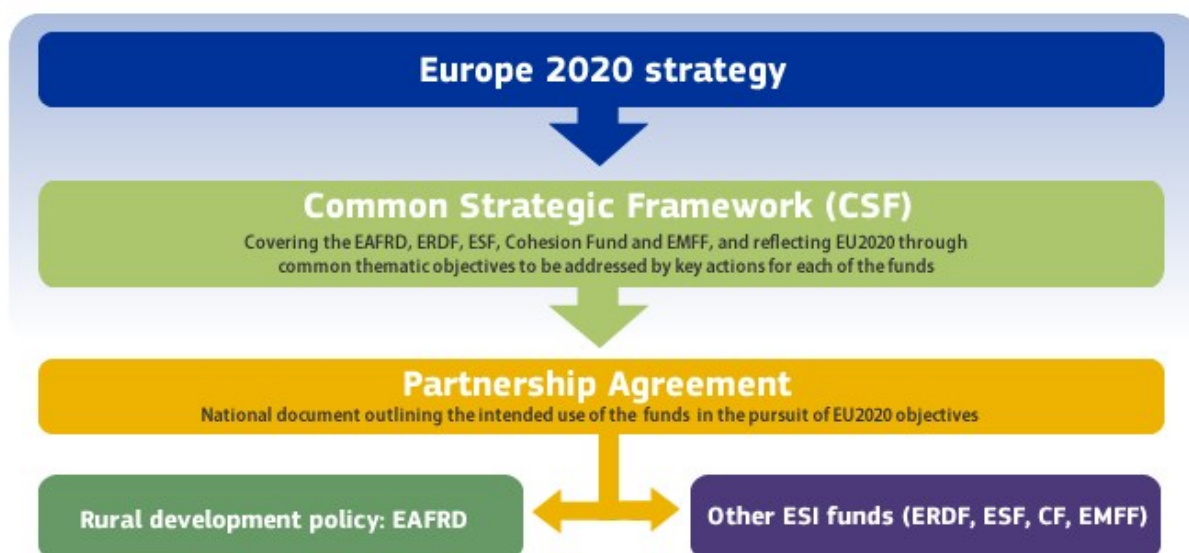 Europe 2020 strategy
Common Strategic Framework (CSF)
Covering the EAFRD, ERDF, ESF, Cohesion Fund and EMFF, and reflecting EU2020 through
common thematic objectives to be addressed by key actions for each of the funds
Partnership Agreement
National document outlining the intended use of the funds in the pursuit of EU2020 objectives
Rural development policy: EAFRD
Other ESI funds (ERDF, ESF, CF, EMFF)